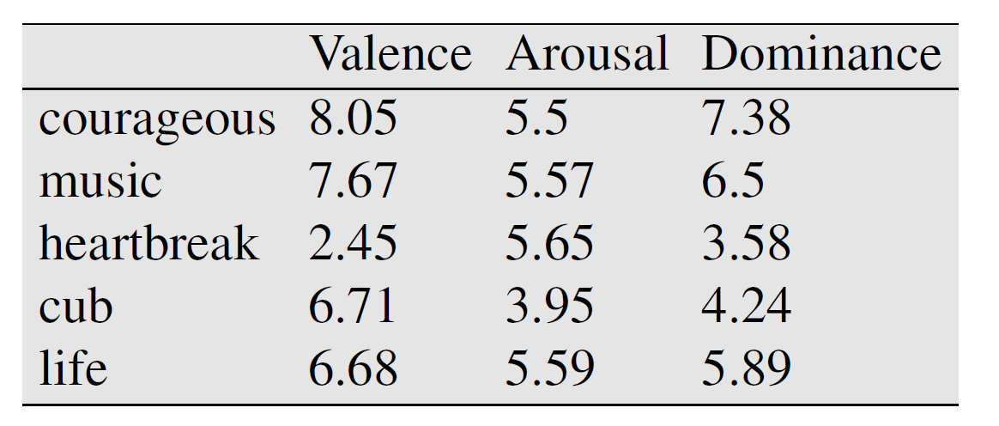 Valence Arousal Dominance
courageous 8.05 5.5 7.38
music 7.67 5.57 6.5
heartbreak 2.45 5.65 3.58
cub 6.71 3.95 4.24
life 6.68 5.59 5.89